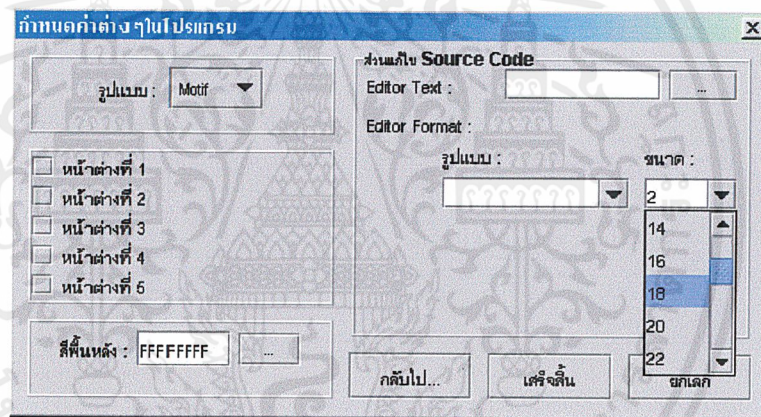 กำหนดค่าต่างๆในโปรแกรม
X
รูปแบบ : Motif
หน้าต่างที่ 1
หน้าต่างที่ 2
หน้าต่างที่ 3
หน้าต่างที่ 4
หน้าต่างที่ 5
สีพื้นหลัง : FFFFFFFF ...
ส่วนแก้ไข Source Code
Editor Text : ...
Editor Format :
รูปแบบ : ขนาด :
2
14
16
18
20
22
กลับไป... เสร็จสิ้น ยกเลิก